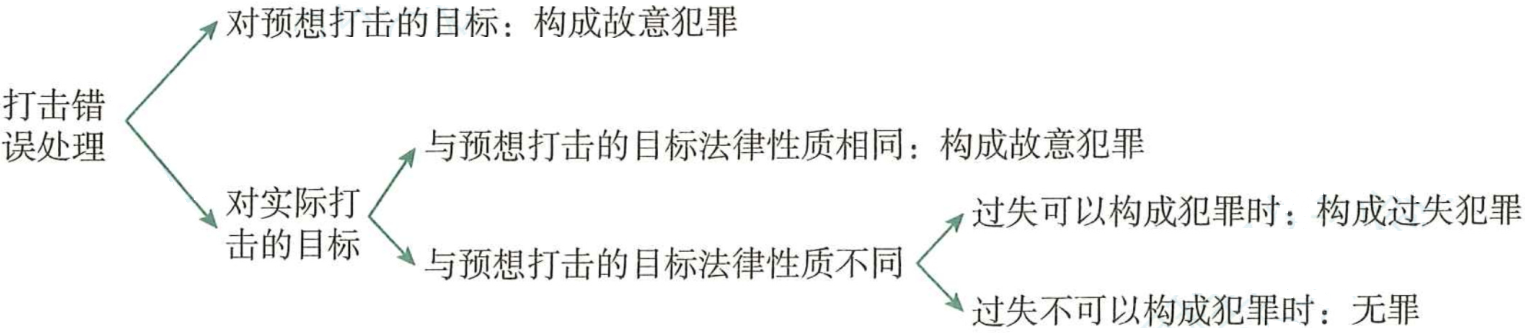 对预想打击的目标：构成故意犯罪
打击错
误处理
与预想打击的目标法律性质相同：构成故意犯罪
对实际打
击的目标
过失可以构成犯罪时：构成过失犯罪
与预想打击的目标法律性质不同
过失不可以构成犯罪时：无罪